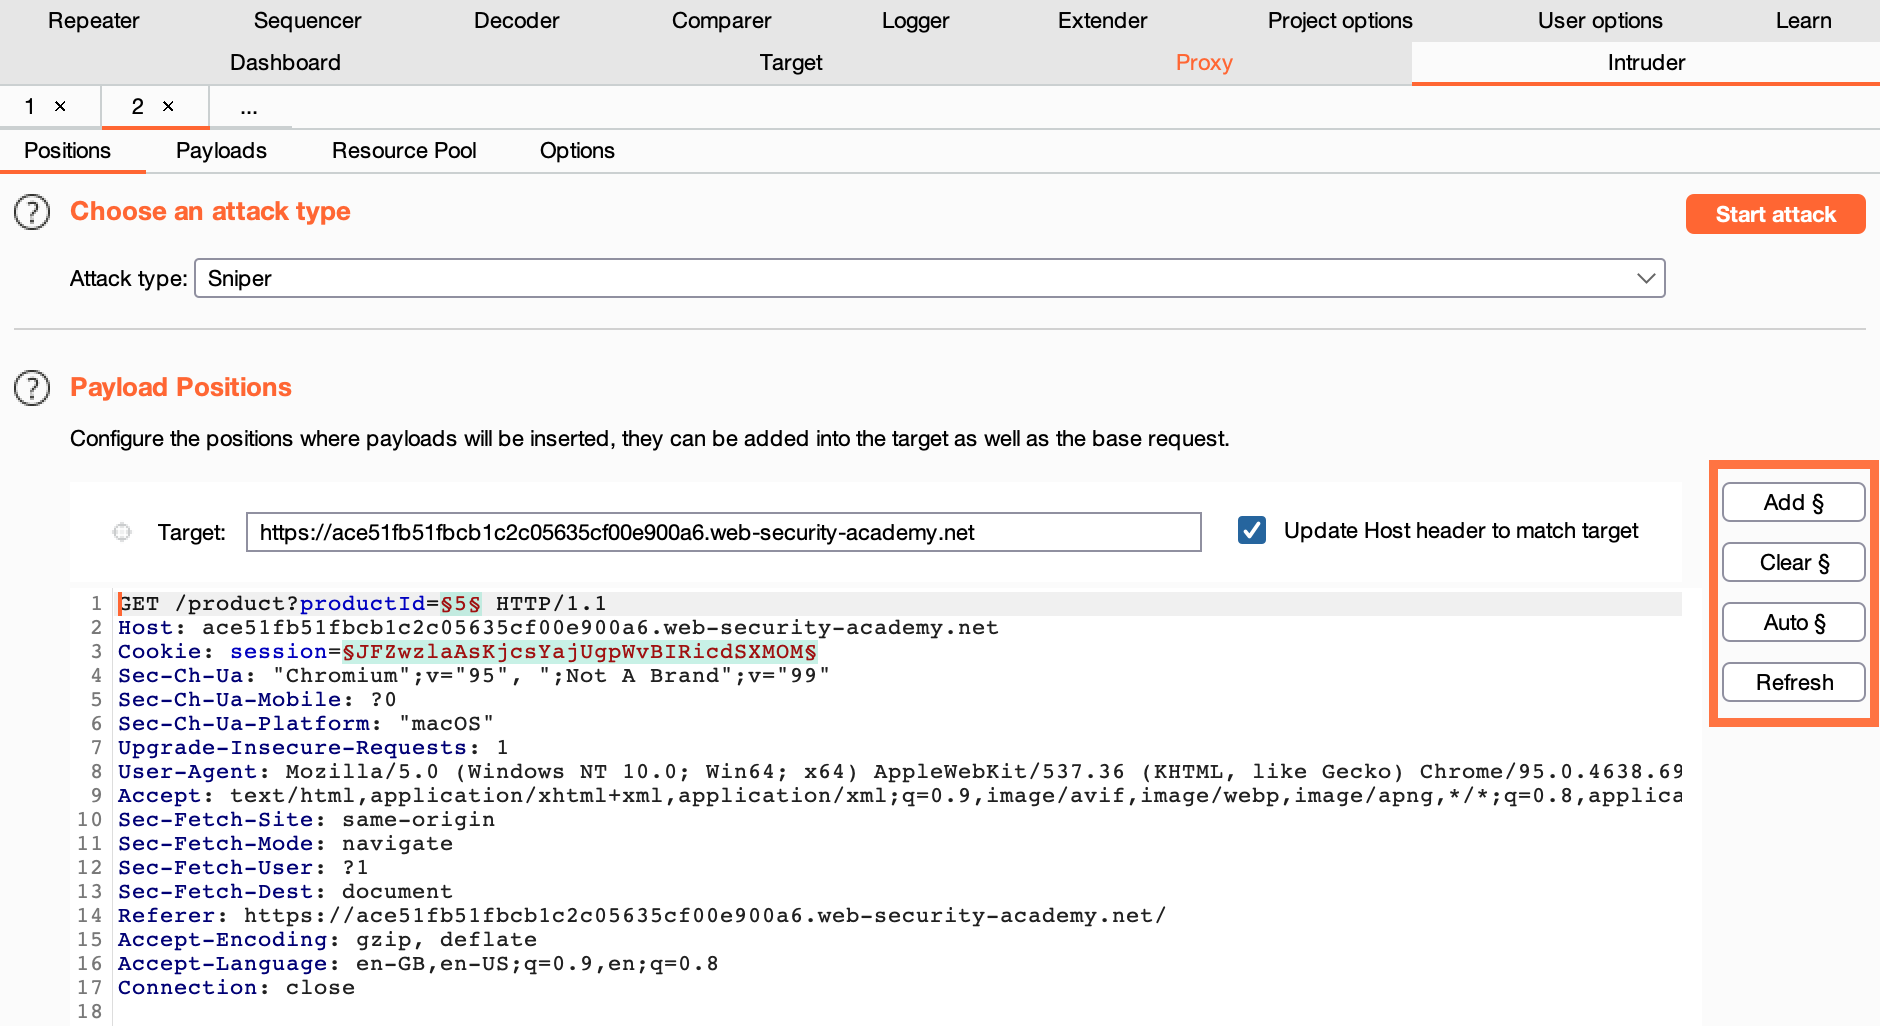 Repeater Sequencer Decoder Comparer Logger Extender Project options User options Learn
Dashboard Target Proxy Intruder
1 × 2 × ...
Positions Payloads Resource Pool Options
? Choose an attack type Start attack
Attack type: Sniper
? Payload Positions
Configure the positions where payloads will be inserted, they can be added into the target as well as the base request.
Target: https://ace51fb51fbcb1c2c05635cf00e900a6.web-security-academy.net Update Host header to match target
Add §
Clear §
Auto §
Refresh
1 GET /product?productId=§5§ HTTP/1.1
2 Host: ace51fb51fbcb1c2c05635cf00e900a6.web-security-academy.net
3 Cookie: session=§JFZwzlaAsKjcsYajUgpWvBIRicdSXMOM§
4 Sec-Ch-Ua: "Chromium";v="95", ";Not A Brand";v="99"
5 Sec-Ch-Ua-Mobile: ?0
6 Sec-Ch-Ua-Platform: "macOS"
7 Upgrade-Insecure-Requests: 1
8 User-Agent: Mozilla/5.0 (Windows NT 10.0; Win64; x64) AppleWebKit/537.36 (KHTML, like Gecko) Chrome/95.0.4638.69
9 Accept: text/html,application/xhtml+xml,application/xml;q=0.9,image/avif,image/webp,image/apng,*/*;q=0.8,applica
10 Sec-Fetch-Site: same-origin
11 Sec-Fetch-Mode: navigate
12 Sec-Fetch-User: ?1
13 Sec-Fetch-Dest: document
14 Referer: https://ace51fb51fbcb1c2c05635cf00e900a6.web-security-academy.net/
15 Accept-Encoding: gzip, deflate
16 Accept-Language: en-GB,en-US;q=0.9,en;q=0.8
17 Connection: close
18